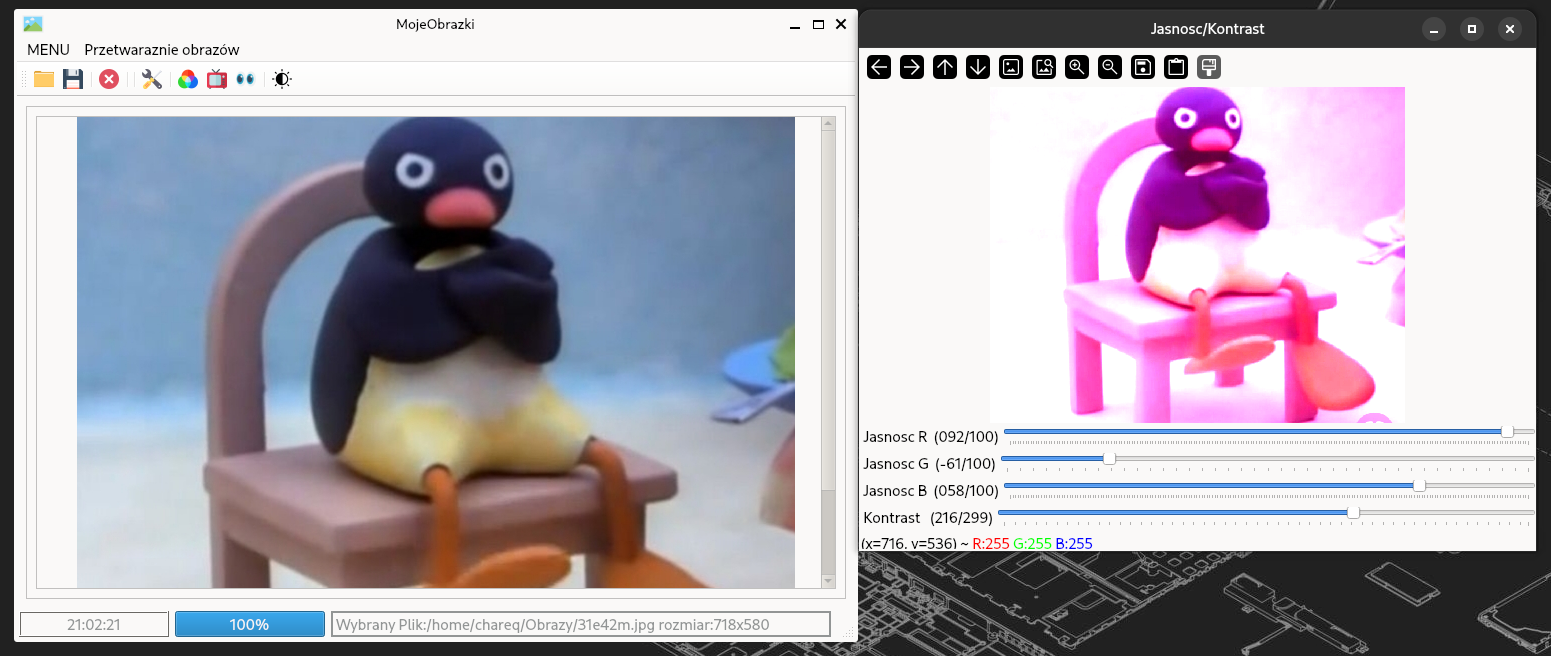 MojeObrazki
MENU Przetwaraznie obrazów
21:02:21
100%
Wybrany Plik:/home/chareq/Obrazy/31e42m.jpg rozmiar:718x580
Jasnosc/Kontrast
Jasnosc R (092/100)
Jasnosc G (-61/100)
Jasnosc B (058/100)
Kontrast (216/299)
(x=716, y=536) ~ R:255 G:255 B:255